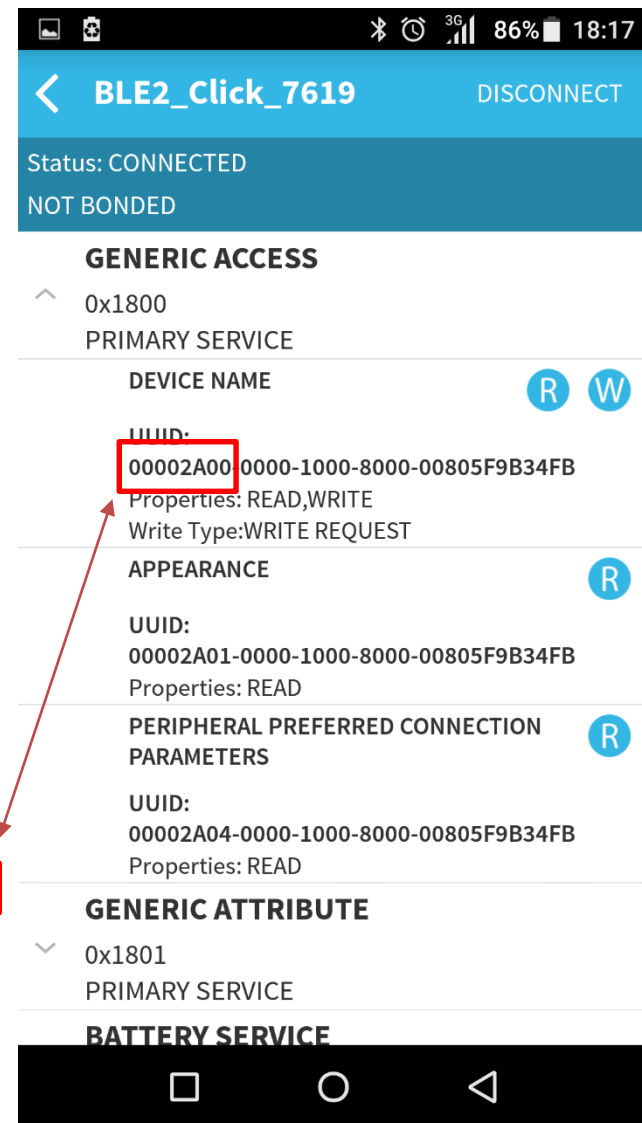 3G 86% 18:17
BLE2_Click_7619 DISCONNECT
Status: CONNECTED
NOT BONDED
GENERIC ACCESS
0x1800
PRIMARY SERVICE
DEVICE NAME R W
UUID:
00002A00-0000-1000-8000-00805F9B34FB
Properties: READ,WRITE
Write Type:WRITE REQUEST
APPEARANCE R
UUID:
00002A01-0000-1000-8000-00805F9B34FB
Properties: READ
PERIPHERAL PREFERRED CONNECTION R
PARAMETERS
UUID:
00002A04-0000-1000-8000-00805F9B34FB
Properties: READ
GENERIC ATTRIBUTE
0x1801
PRIMARY SERVICE
BATTERY SERVICE